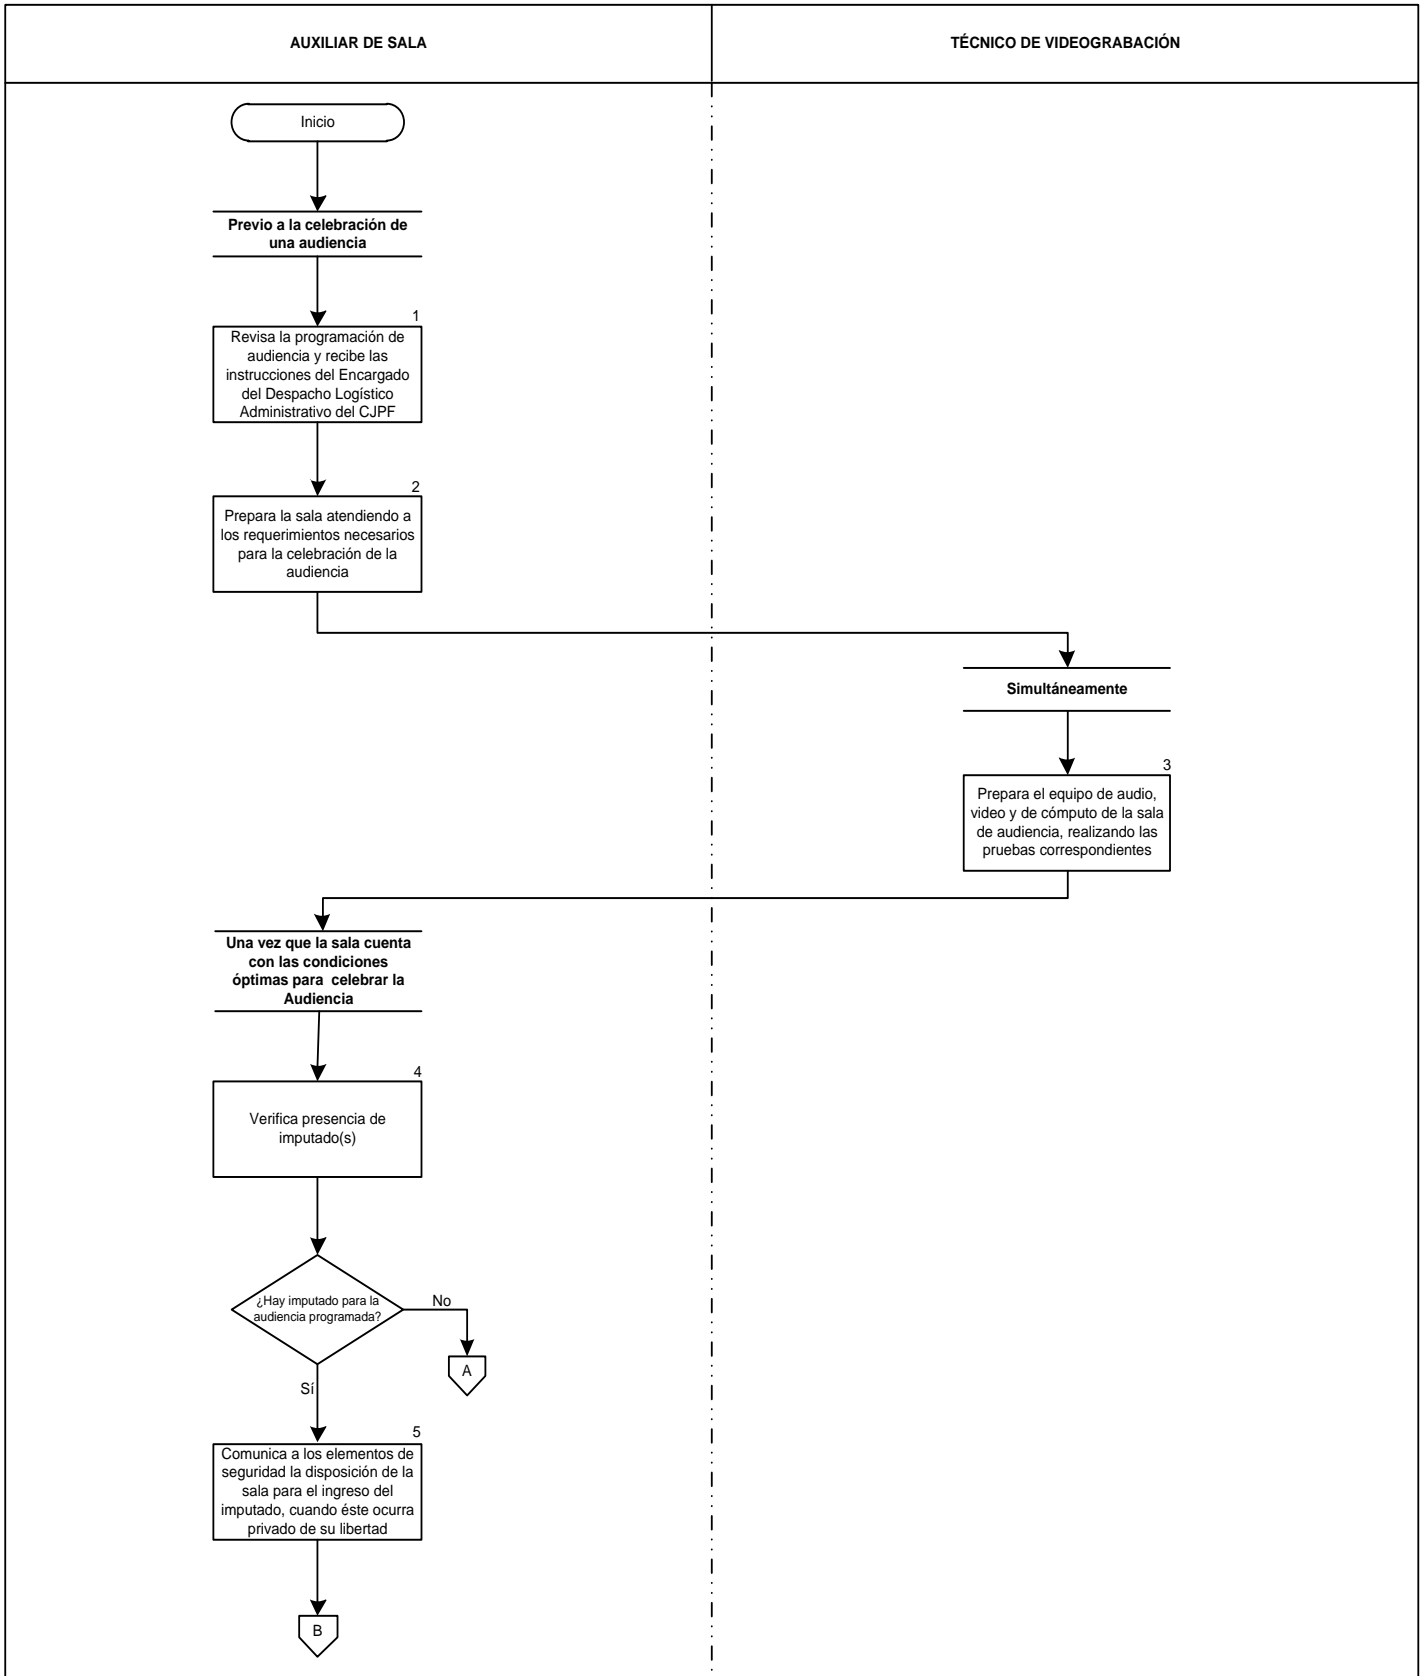 AUXILIAR DE SALA
TÉCNICO DE VIDEOGRABACIÓN
Inicio
Previo a la celebración de
una audiencia
1
Revisa la programación de
audiencia y recibe las
instrucciones del Encargado
del Despacho Logístico
Administrativo del CJPF
2
Prepara la sala atendiendo a
los requerimientos necesarios
para la celebración de la
audiencia
Simultáneamente
3
Prepara el equipo de audio,
video y de cómputo de la sala
de audiencia, realizando las
pruebas correspondientes
Una vez que la sala cuenta
con las condiciones
óptimas para celebrar la
Audiencia
4
Verifica presencia de
imputado(s)
¿Hay imputado para la
audiencia programada?
No
A
Sí
5
Comunica a los elementos de
seguridad la disposición de la
sala para el ingreso del
imputado, cuando éste ocurra
privado de su libertad
B